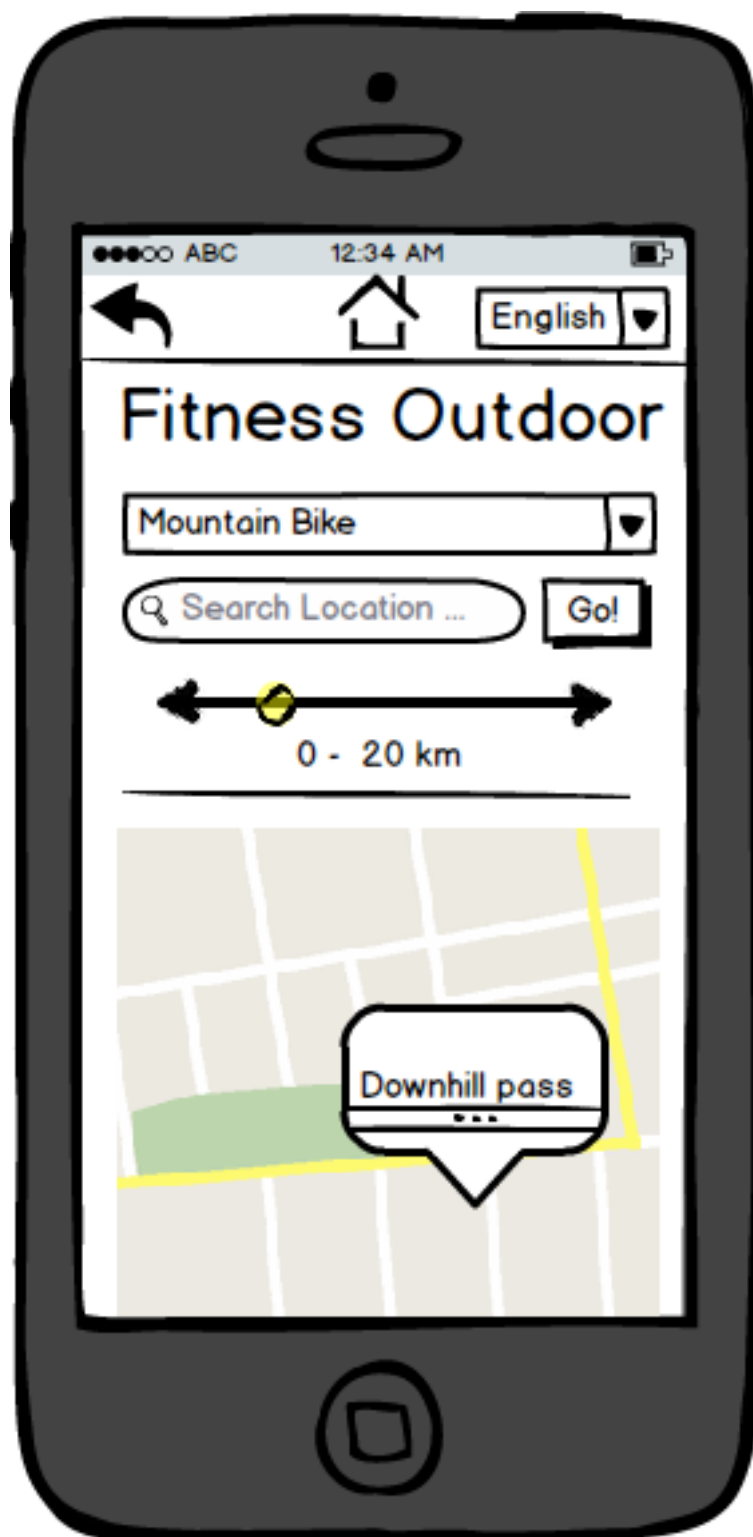 ABC 12:34 AM
English
Fitness Outdoor
Mountain Bike
Search Location ... Go!
0 - 20 km
Downhill pass
...